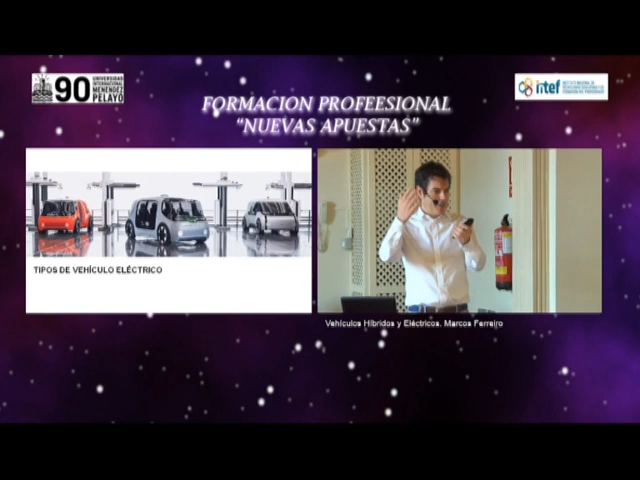 90
UNIVERSIDAD
INTERNACIONAL
MENÉNDEZ
PELAYO
intef
FORMACION PROFEESIONAL
“NUEVAS APUESTAS”
TIPOS DE VEHÍCULO ELÉCTRICO
Vehículos Híbridos y Eléctricos. Marcos Ferreiro